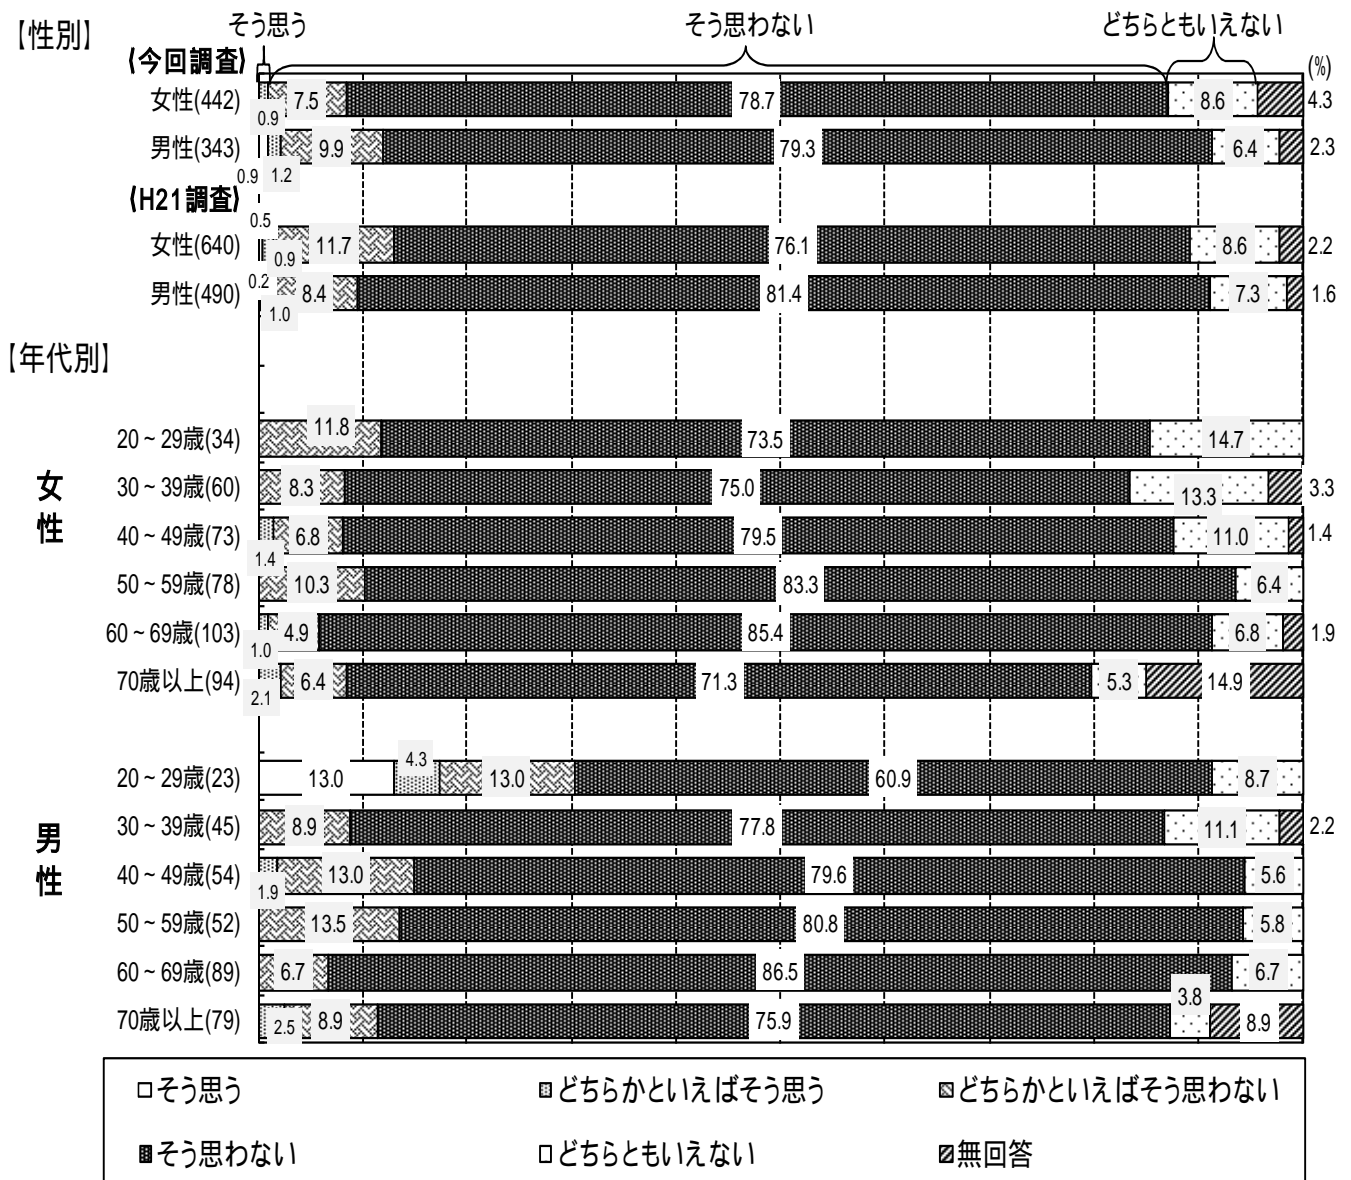 【性別】
そう思う そう思わない どちらともいえない
⟨今回調査⟩ (%)
女性(442) 0.9 7.5 78.7 8.6 4.3
男性(343) 0.9 1.2 9.9 79.3 6.4 2.3
⟨H21調査⟩
女性(640) 0.5 0.9 11.7 76.1 8.6 2.2
男性(490) 0.2 1.0 8.4 81.4 7.3 1.6
【年代別】
女性
20~29歳(34) 11.8 73.5 14.7
30~39歳(60) 8.3 75.0 13.3 3.3
40~49歳(73) 1.4 6.8 79.5 11.0 1.4
50~59歳(78) 10.3 83.3 6.4
60~69歳(103) 1.0 4.9 85.4 6.8 1.9
70歳以上(94) 2.1 6.4 71.3 5.3 14.9
男性
20~29歳(23) 13.0 4.3 13.0 60.9 8.7
30~39歳(45) 8.9 77.8 11.1 2.2
40~49歳(54) 1.9 13.0 79.6 5.6
50~59歳(52) 13.5 80.8 5.8
60~69歳(89) 6.7 86.5 6.7
70歳以上(79) 2.5 8.9 75.9 3.8 8.9
そう思う どちらかといえばそう思う どちらかといえばそう思わない
そう思わない どちらともいえない 無回答